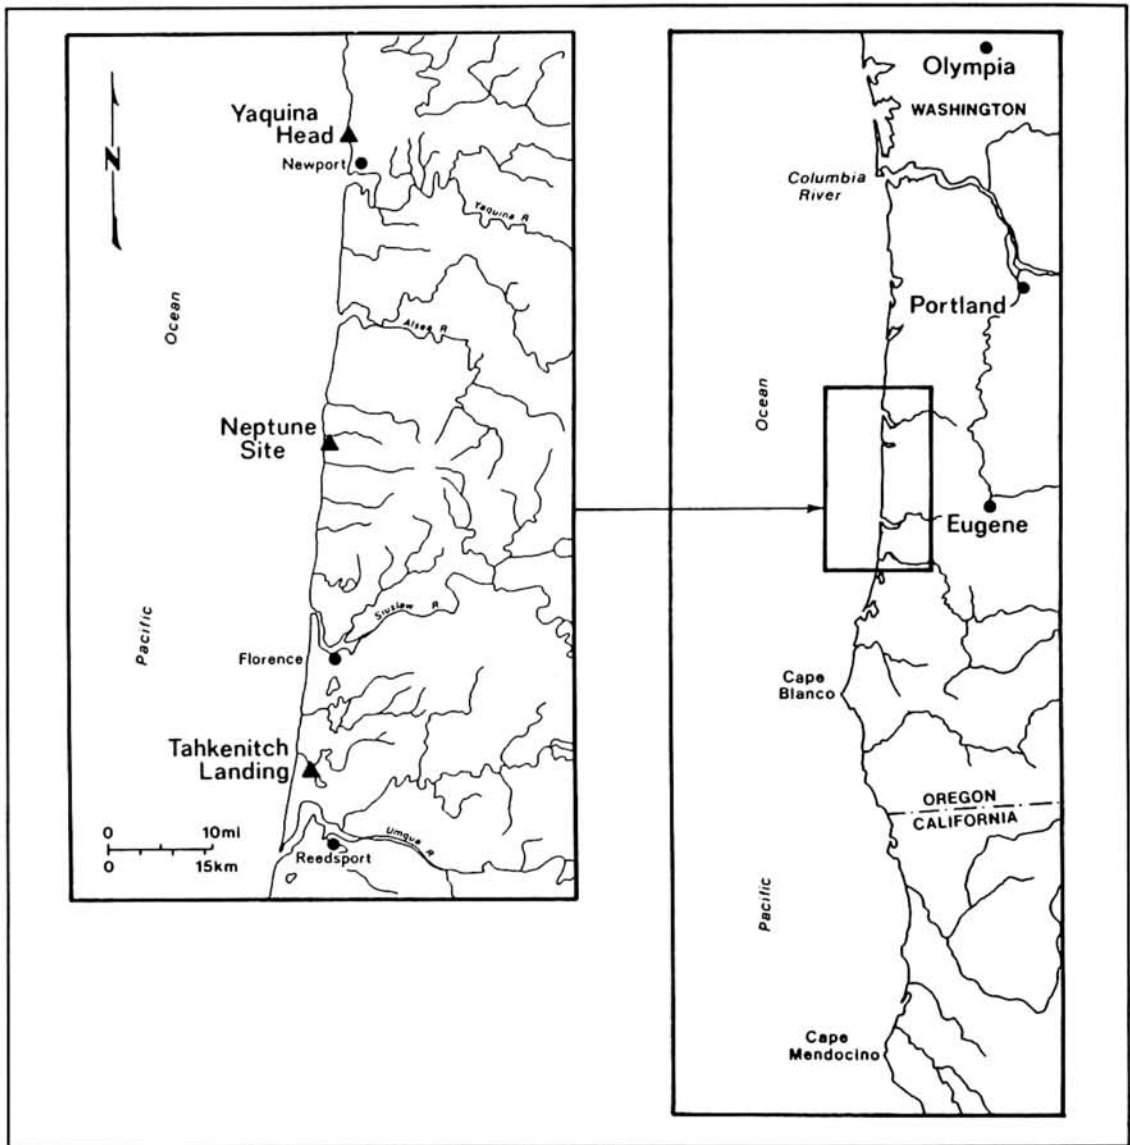 Yaquina
Head
Newport
N
Yaquina R
Ocean
Alsea R
Neptune
Site
Pacific
Siuslaw R
Florence
Tahkenitch
Landing
0 10mi
0 15km
Umqua R
Reedsport
Olympia
WASHINGTON
Columbia
River
Portland
Ocean
Eugene
Cape
Blanco
OREGON
CALIFORNIA
Pacific
Cape
Mendocino